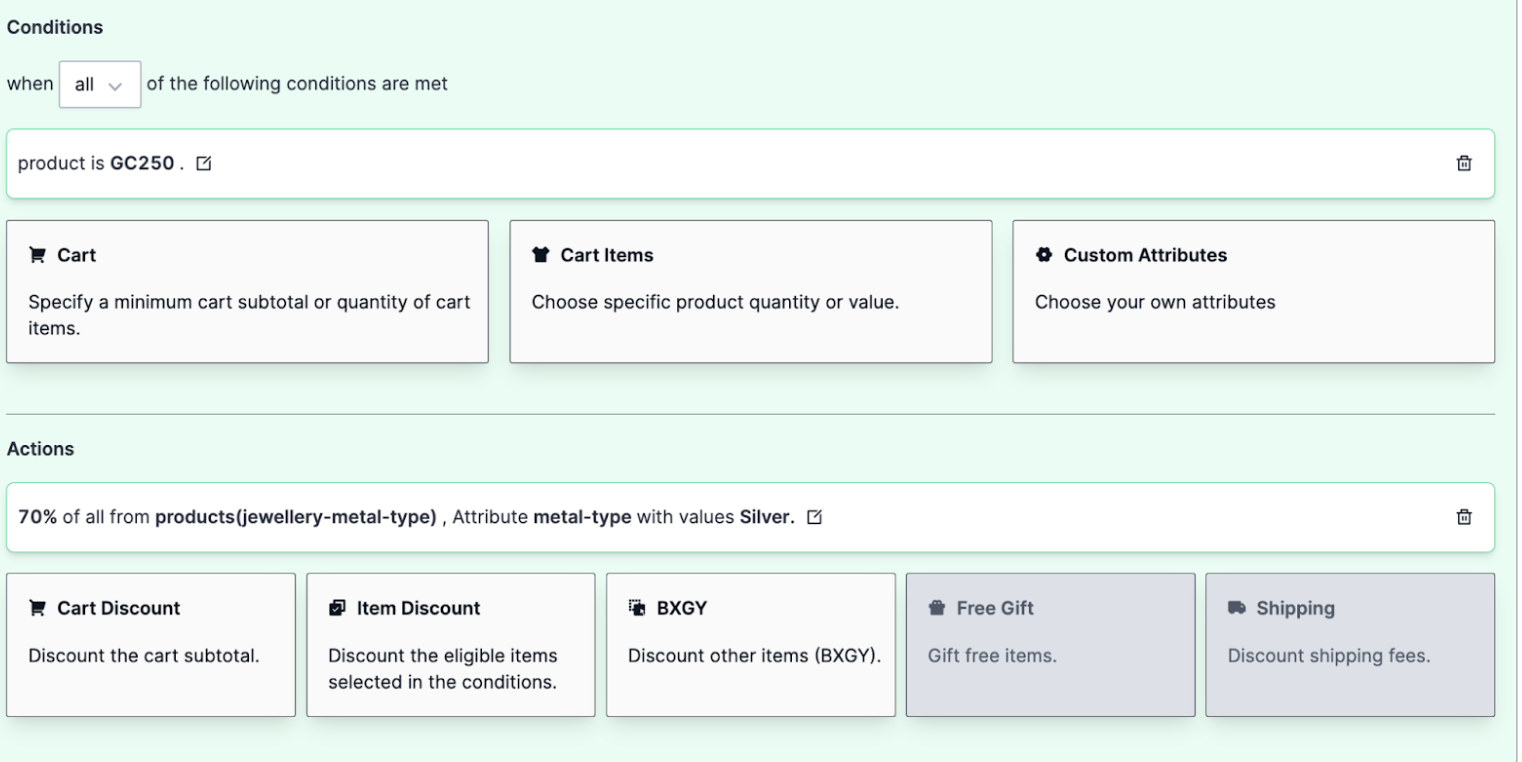 Conditions
when all of the following conditions are met
product is GC250 .
Cart
Specify a minimum cart subtotal or quantity of cart
items.
Cart Items
Choose specific product quantity or value.
Custom Attributes
Choose your own attributes
Actions
70% of all from products(jewellery-metal-type) , Attribute metal-type with values Silver.
Cart Discount
Discount the cart subtotal.
Item Discount
Discount the eligible items
selected in the conditions.
BXGY
Discount other items (BXGY).
Free Gift
Gift free items.
Shipping
Discount shipping fees.